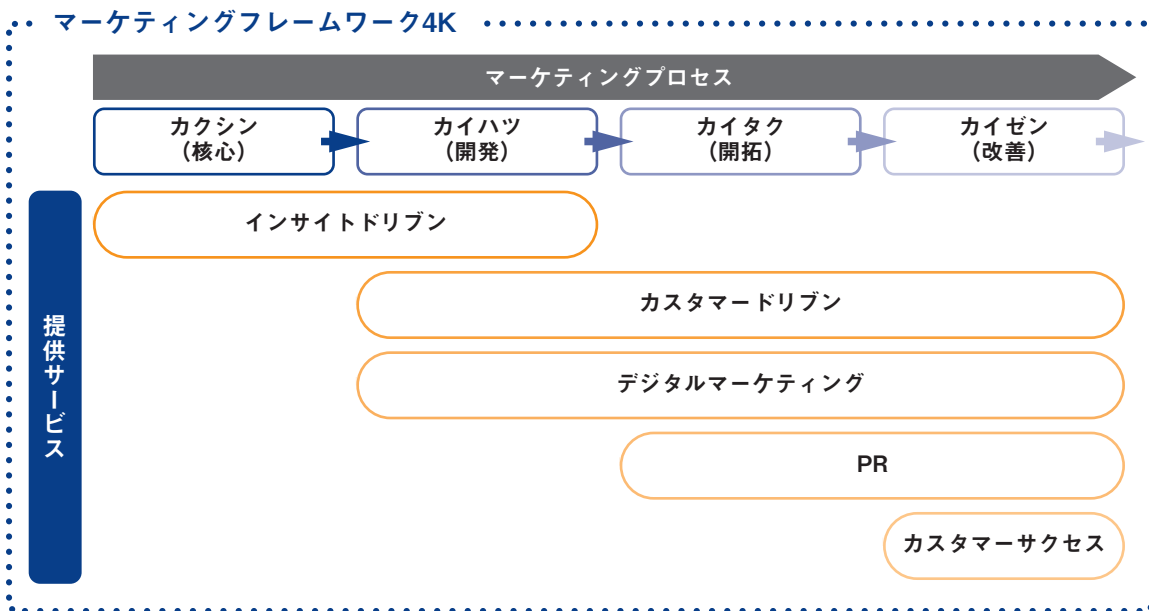 マーケティングフレームワーク4K
マーケティングプロセス
カクシン
（核心）
カイハツ
（開発）
カイタク
（開拓）
カイゼン
（改善）
提供サービス
インサイトドリブン
カスタマードリブン
デジタルマーケティング
PR
カスタマーサクセス